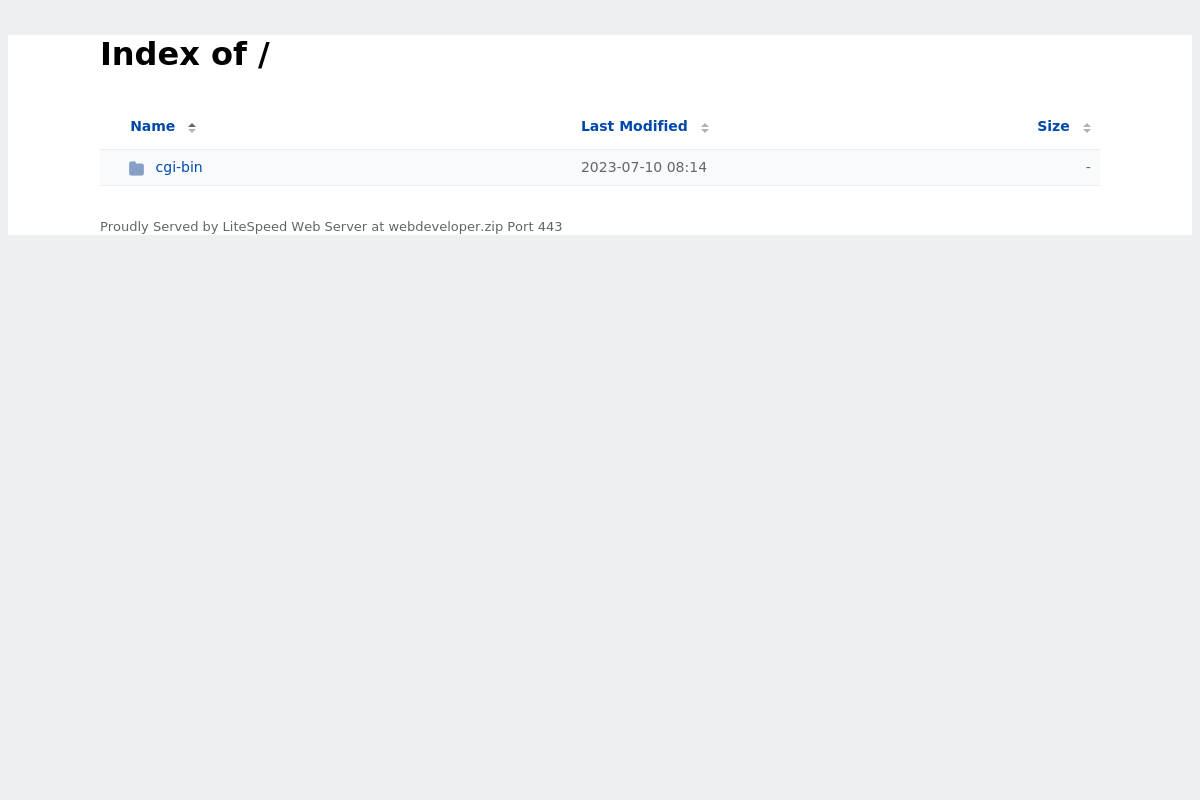 Index of /
Name Last Modified Size
cgi-bin 2023-07-10 08:14 -
Proudly Served by LiteSpeed Web Server at webdeveloper.zip Port 443